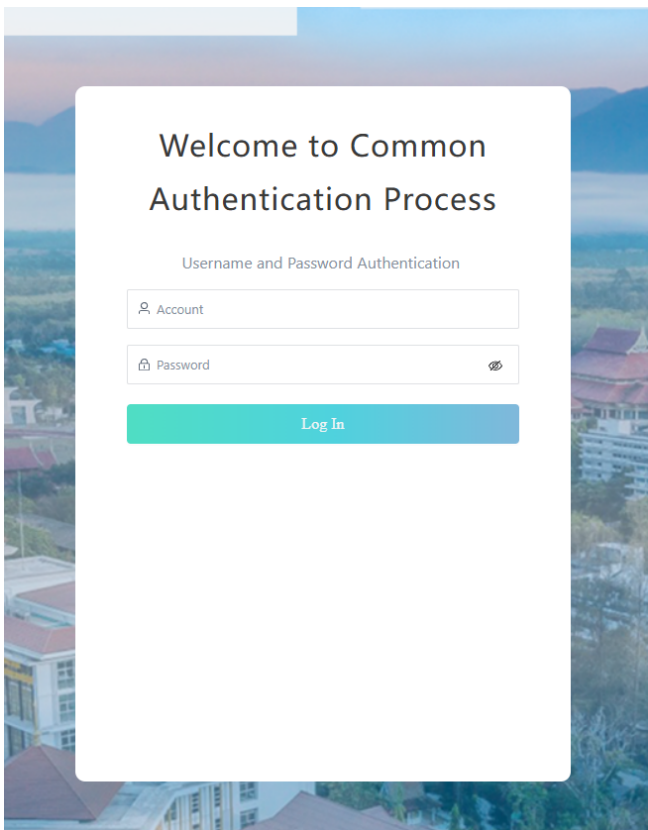 Welcome to Common
Authentication Process
Username and Password Authentication
Account
Password
Log In